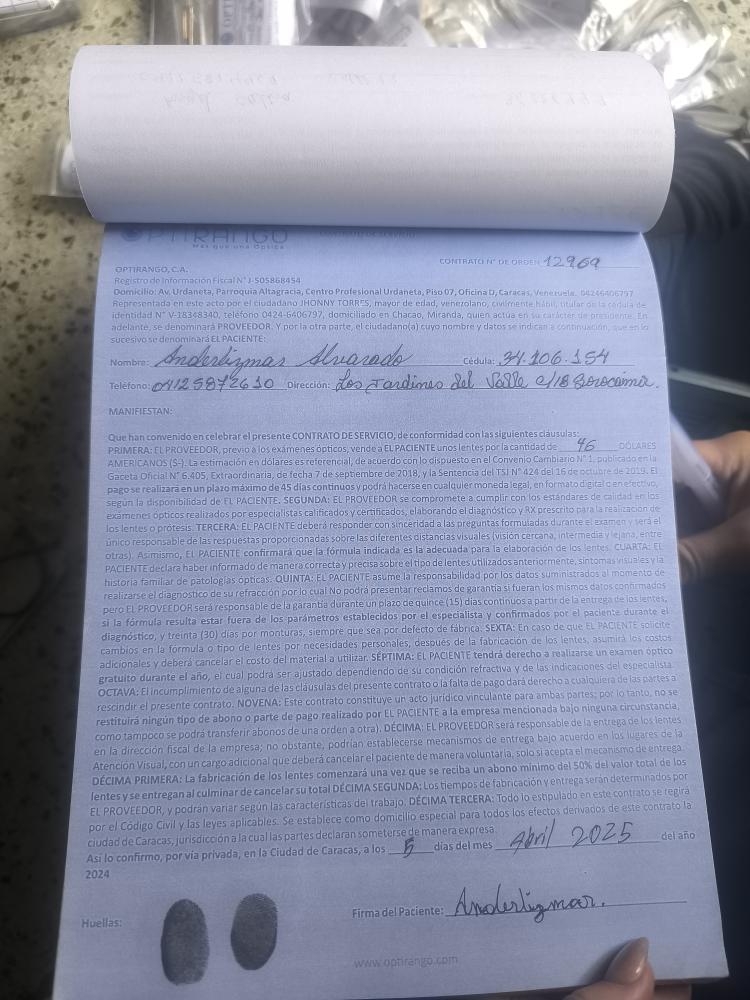 OPTIRANGO
Mas que una Óptica
CONTRATO DE SERVICIO
CONTRATO N° DE ORDEN 12969
OPTIRANGO, C.A.
Registro de Información Fiscal N° J-505868454
Domicilio: Av. Urdaneta, Parroquia Altagracia, Centro Profesional Urdaneta, Piso 07, Oficina D, Caracas, Venezuela. 04246406797
Representada en este acto por el ciudadano JHONNY TORRES, mayor de edad, venezolano, civilmente hábil, titular de la cédula de
identidad N° V-18348340, teléfono 0424-6406797, domiciliado en Chacao, Miranda, quien actúa en su carácter de presidente. En
adelante, se denominará PROVEEDOR. Y por la otra parte, el ciudadano(a) cuyo nombre y datos se indican a continuación, que en lo
sucesivo se denominará EL PACIENTE:
Nombre: Anderlizmar Alvarado Cédula: 34.106.154
Teléfono: 04125872610 Dirección: Los Jardines del Valle c/18
MANIFIESTAN:
Que han convenido en celebrar el presente CONTRATO DE SERVICIO, de conformidad con las siguientes cláusulas:
PRIMERA: EL PROVEEDOR, previo a los exámenes ópticos, vende a EL PACIENTE unos lentes por la cantidad de 46 DÓLARES
AMERICANOS ($-). La estimación en dólares es referencial, de acuerdo con lo dispuesto en el Convenio Cambiario N° 1, publicado en la
Gaceta Oficial N° 6.405, Extraordinaria, de fecha 7 de septiembre de 2018, y la Sentencia del TSJ N° 424 del 16 de octubre de 2019. El
pago se realizará en un plazo máximo de 45 días continuos y podrá hacerse en cualquier moneda legal, en formato digital o en efectivo,
según la disponibilidad de EL PACIENTE. SEGUNDA: EL PROVEEDOR se compromete a cumplir con los estándares de calidad en los
exámenes ópticos realizados por especialistas calificados y certificados, elaborando el diagnóstico y RX prescrito para la realización de
los lentes o prótesis. TERCERA: EL PACIENTE deberá responder con sinceridad a las preguntas formuladas durante el examen y será el
único responsable de las respuestas proporcionadas sobre las diferentes distancias visuales (visión cercana, intermedia y lejana, entre
otras). Asimismo, EL PACIENTE confirmará que la fórmula indicada es la adecuada para la elaboración de los lentes. CUARTA: EL
PACIENTE declara haber informado de manera correcta y precisa sobre el tipo de lentes utilizados anteriormente, síntomas visuales y la
historia familiar de patologías ópticas. QUINTA: EL PACIENTE asume la responsabilidad por los datos suministrados al momento de
realizarse el diagnóstico de su refracción por lo cual No podrá presentar reclamos de garantía si fueran los mismos datos confirmados
pero EL PROVEEDOR será responsable de la garantía durante un plazo de quince (15) días continuos a partir de la entrega de los lentes,
si la fórmula resulta estar fuera de los parámetros establecidos por el especialista y confirmados por el paciente durante el
diagnóstico, y treinta (30) días por monturas, siempre que sea por defecto de fábrica. SEXTA: En caso de que EL PACIENTE solicite
cambios en la fórmula o tipo de lentes por necesidades personales, después de la fabricación de los lentes, asumirá los costos
adicionales y deberá cancelar el costo del material a utilizar. SÉPTIMA: EL PACIENTE tendrá derecho a realizarse un examen óptico
gratuito durante el año, el cual podrá ser ajustado dependiendo de su condición refractiva y de las indicaciones del especialista.
OCTAVA: El incumplimiento de alguna de las cláusulas del presente contrato o la falta de pago dará derecho a cualquiera de las partes a
rescindir el presente contrato. NOVENA: Este contrato constituye un acto jurídico vinculante para ambas partes; por lo tanto, no se
restituirá ningún tipo de abono o parte de pago realizado por EL PACIENTE a la empresa mencionada bajo ninguna circunstancia,
como tampoco se podrá transferir abonos de una orden a otra). DÉCIMA: EL PROVEEDOR será responsable de la entrega de los lentes
en la dirección fiscal de la empresa; no obstante, podrían establecerse mecanismos de entrega bajo acuerdo en los lugares de la
Atención Visual, con un cargo adicional que deberá cancelar el paciente de manera voluntaria, solo si acepta el mecanismo de entrega.
DÉCIMA PRIMERA: La fabricación de los lentes comenzará una vez que se reciba un abono mínimo del 50% del valor total de los
lentes y se entregan al culminar de cancelar su total DÉCIMA SEGUNDA: Los tiempos de fabricación y entrega serán determinados por
EL PROVEEDOR, y podrán variar según las características del trabajo. DÉCIMA TERCERA: Todo lo estipulado en este contrato se regirá
por el Código Civil y las leyes aplicables. Se establece como domicilio especial para todos los efectos derivados de este contrato la
ciudad de Caracas, jurisdicción a la cual las partes declaran someterse de manera expresa.
Así lo confirmo, por vía privada, en la Ciudad de Caracas, a los 5 días del mes Abril 2025 del año
2024
Huellas:
Firma del Paciente: Anderlizmar.
www.optirango.com